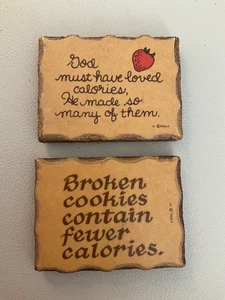 God
must have loved
calories,
He made so
many of them.
Broken
cookies
contain
fewer
calories.